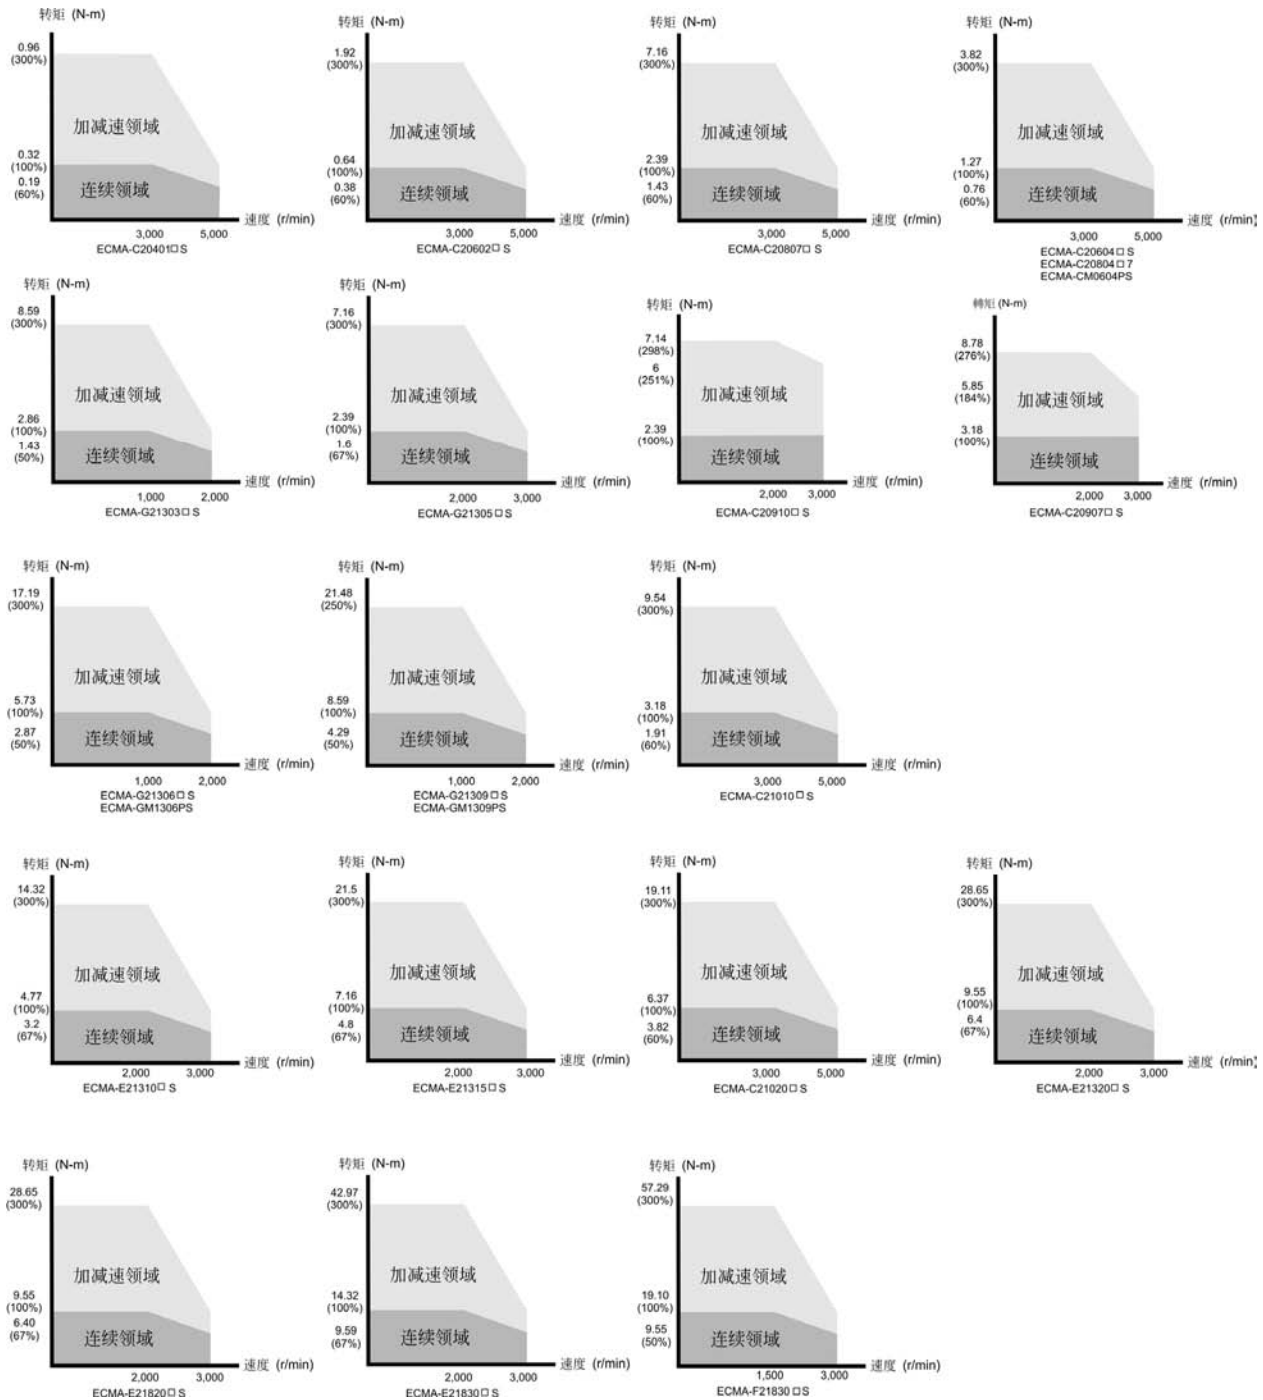 转矩 (N-m)
0.96
(300%)
加减速领域
0.32
(100%)
0.19
(60%)
连续领域
速度 (r/min)
3,000 5,000
ECMA-C20401□ S
转矩 (N-m)
1.92
(300%)
加减速领域
0.64
(100%)
0.38
(60%)
连续领域
速度 (r/min)
3,000 5,000
ECMA-C20602□ S
转矩 (N-m)
7.16
(300%)
加减速领域
2.39
(100%)
1.43
(60%)
连续领域
速度 (r/min)
3,000 5,000
ECMA-C20807□ S
转矩 (N-m)
3.82
(300%)
加减速领域
1.27
(100%)
0.76
(60%)
连续领域
速度 (r/min)
3,000 5,000
ECMA-C20604□ S
ECMA-C20804□ 7
ECMA-CM0604PS
转矩 (N-m)
8.59
(300%)
加减速领域
2.86
(100%)
1.43
(50%)
连续领域
速度 (r/min)
1,000 2,000
ECMA-G21303□ S
转矩 (N-m)
7.16
(300%)
加减速领域
2.39
(100%)
1.6
(67%)
连续领域
速度 (r/min)
2,000 3,000
ECMA-G21305□ S
转矩 (N-m)
7.14
(298%)
6
(251%)
加减速领域
2.39
(100%)
连续领域
速度 (r/min)
2,000 3,000
ECMA-C20910□ S
轉矩 (N-m)
8.78
(276%)
5.85
(184%)
加减速领域
3.18
(100%)
连续领域
速度 (r/min)
2,000 3,000
ECMA-C20907□ S
转矩 (N-m)
17.19
(300%)
加减速领域
5.73
(100%)
2.87
(50%)
连续领域
速度 (r/min)
1,000 2,000
ECMA-G21306□ S
ECMA-GM1306PS
转矩 (N-m)
21.48
(250%)
加减速领域
8.59
(100%)
4.29
(50%)
连续领域
速度 (r/min)
1,000 2,000
ECMA-G21309□ S
ECMA-GM1309PS
转矩 (N-m)
9.54
(300%)
加减速领域
3.18
(100%)
1.91
(60%)
连续领域
速度 (r/min)
3,000 5,000
ECMA-C21010□ S
转矩 (N-m)
14.32
(300%)
加减速领域
4.77
(100%)
3.2
(67%)
连续领域
速度 (r/min)
2,000 3,000
ECMA-E21310□ S
转矩 (N-m)
21.5
(300%)
加减速领域
7.16
(100%)
4.8
(67%)
连续领域
速度 (r/min)
2,000 3,000
ECMA-E21315□ S
转矩 (N-m)
19.11
(300%)
加减速领域
6.37
(100%)
3.82
(60%)
连续领域
速度 (r/min)
3,000 5,000
ECMA-C21020□ S
转矩 (N-m)
28.65
(300%)
加减速领域
9.55
(100%)
6.4
(67%)
连续领域
速度 (r/min)
2,000 3,000
ECMA-E21320□ S
转矩 (N-m)
28.65
(300%)
加减速领域
9.55
(100%)
6.40
(67%)
连续领域
速度 (r/min)
2,000 3,000
ECMA-E21820□ S
转矩 (N-m)
42.97
(300%)
加减速领域
14.32
(100%)
9.59
(67%)
连续领域
速度 (r/min)
2,000 3,000
ECMA-E21830□ S
转矩 (N-m)
57.29
(300%)
加减速领域
19.10
(100%)
9.55
(50%)
连续领域
速度 (r/min)
1,500 3,000
ECMA-F21830□ S